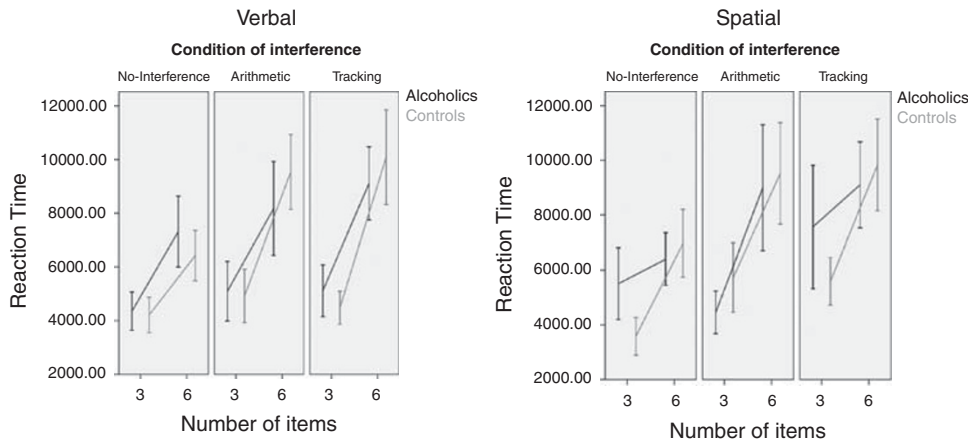 Verbal
Condition of interference
No-Interference Arithmetic Tracking
Alcoholics
Controls
12000.00
10000.00
8000.00
6000.00
4000.00
2000.00
Reaction Time
3 6 3 6 3 6
Number of items
Spatial
Condition of interference
No-Interference Arithmetic Tracking
Alcoholics
Controls
12000.00
10000.00
8000.00
6000.00
4000.00
2000.00
Reaction Time
3 6 3 6 3 6
Number of items